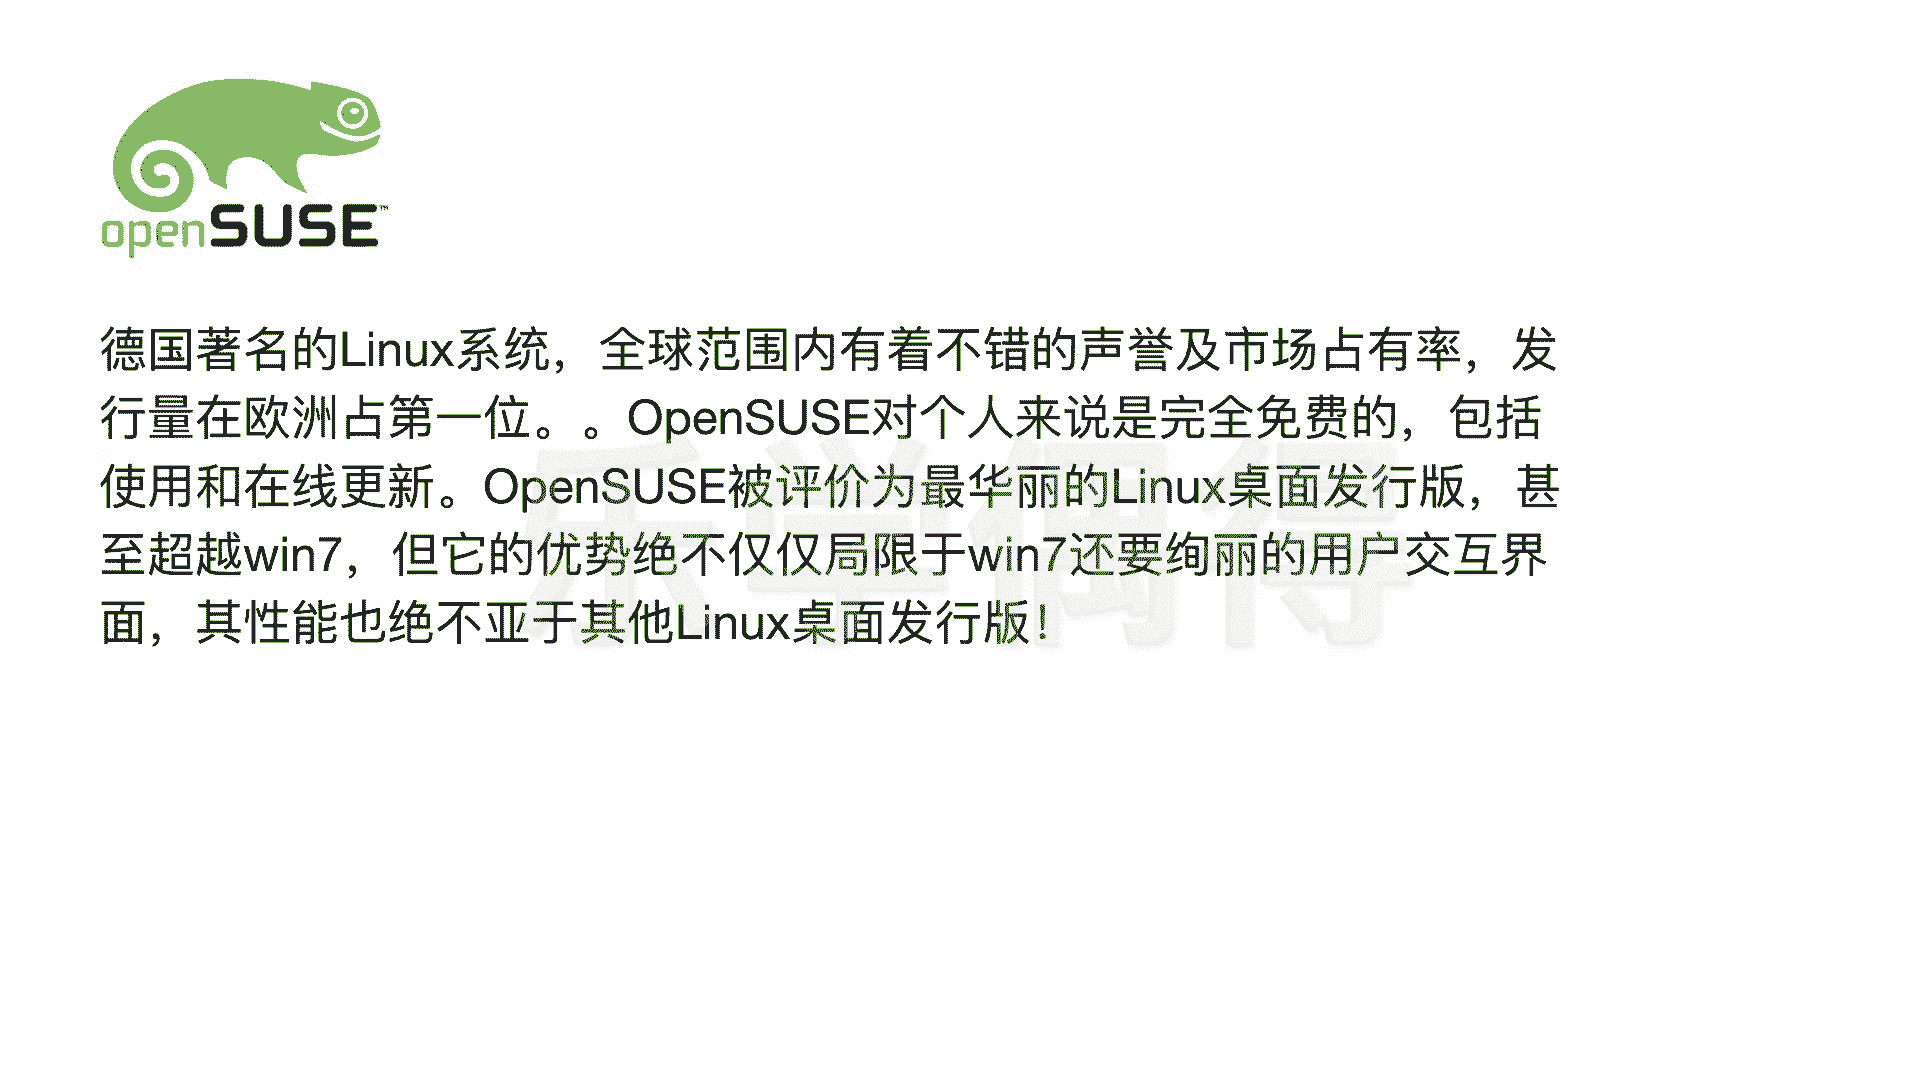 openSUSE™
德国著名的Linux系统，全球范围内有着不错的声誉及市场占有率，发
行量在欧洲占第一位。。OpenSUSE对个人来说是完全免费的，包括
使用和在线更新。OpenSUSE被评价为最华丽的Linux桌面发行版，甚
至超越win7，但它的优势绝不仅仅局限于win7还要绚丽的用户交互界
面，其性能也绝不亚于其他Linux桌面发行版！
乐学偶得